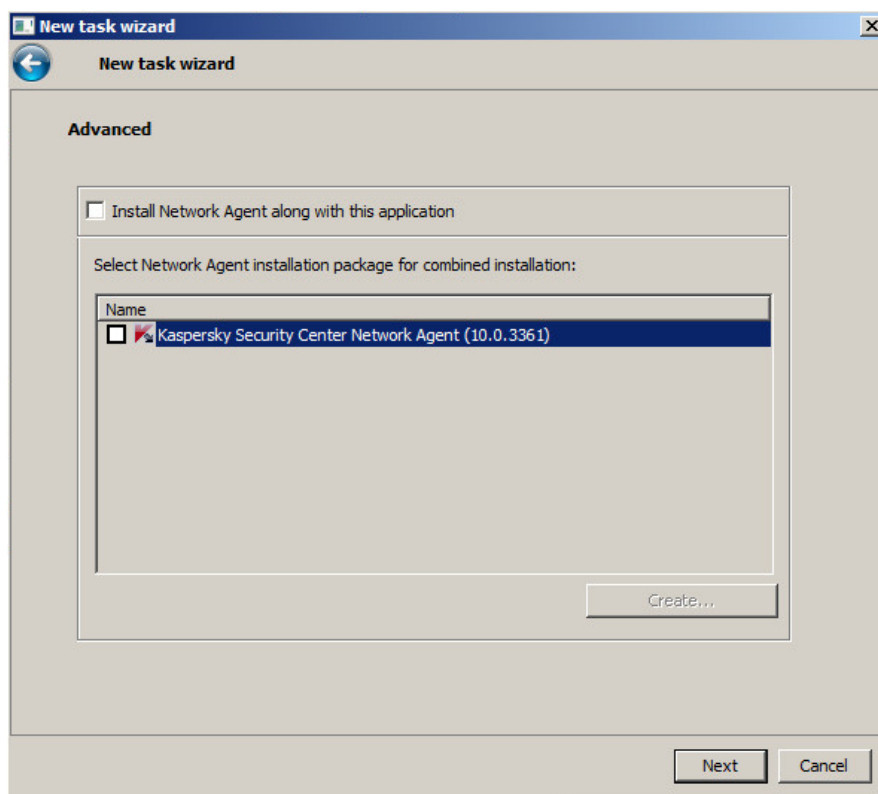 New task wizard
New task wizard
Advanced
Install Network Agent along with this application
Select Network Agent installation package for combined installation:
Name
Kaspersky Security Center Network Agent (10.0.3361)
Create...
Next
Cancel